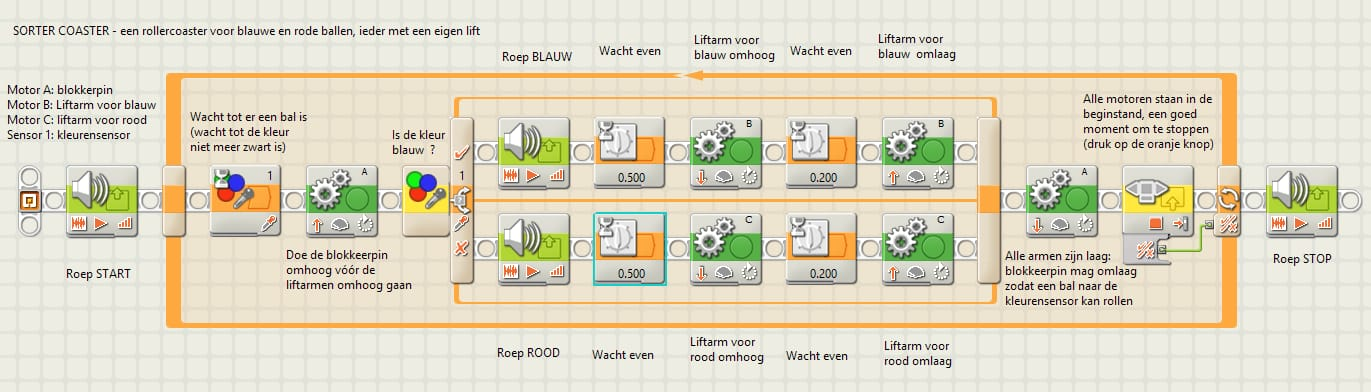 SORTER COASTER - een rollercoaster voor blauwe en rode ballen, ieder met een eigen lift
Motor A: blokkerpin
Motor B: Liftarm voor blauw
Motor C: liftarm voor rood
Sensor 1: kleurensensor
Roep START
Wacht tot er een bal is
(wacht tot de kleur
niet meer zwart is)
1
A
Doe de blokkeerpin
omhoog vóór de
liftarmen omhoog gaan
Is de kleur
blauw ?
1
Roep BLAUW
Wacht even
Liftarm voor
blauw omhoog
Wacht even
Liftarm voor
blauw omlaag
0.500
B
0.200
B
0.500
C
0.200
C
Roep ROOD
Wacht even
Liftarm voor
rood omhoog
Wacht even
Liftarm voor
rood omlaag
Alle motoren staan in de
beginstand, een goed
moment om te stoppen
(druk op de oranje knop)
A
Alle armen zijn laag:
blokkeerpin mag omlaag
zodat een bal naar de
kleurensensor kan rollen
Roep STOP